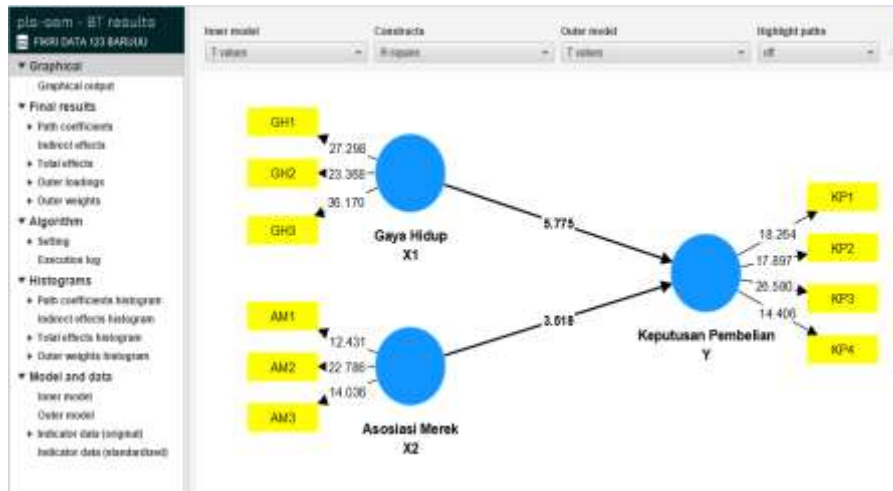 pls-sem - BT results
FIKRI DATA 123 BARUUU
Graphical
Graphical output
Final results
Path coefficients
Indirect effects
Total effects
Outer loadings
Outer weights
Algorithm
Setting
Execution log
Histograms
Path coefficients histogram
Indirect effects histogram
Total effects histogram
Outer weights histogram
Model and data
Inner model
Outer model
Indicator data (original)
Indicator data (standardized)
Inner model
Constructs
Outer model
Highlight paths
T values
R-square
T values
off
GH1
27.298
GH2
23.358
GH3
36.170
Gaya Hidup
X1
5.775
AM1
12.431
AM2
22.786
AM3
14.036
Asosiasi Merek
X2
3.618
Keputusan Pembelian
Y
KP1
18.264
KP2
17.897
KP3
26.590
KP4
14.406